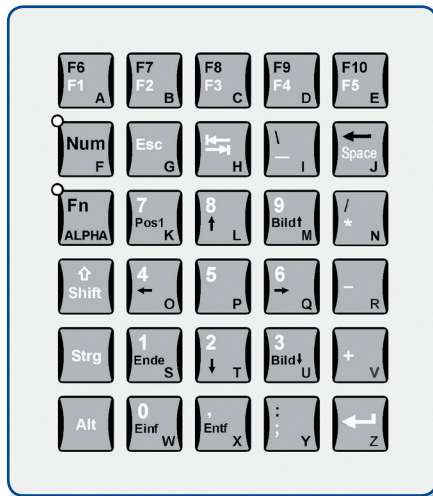 F6 F7 F8 F9 F10
F1 F2 F3 F4 F5
A B C D E
Num Esc \
_ Space
F G H I J
Fn 7 8 9 /
Pos1 ↑ Bild↑ *
ALPHA K L M N
⇧ 4 5 6 −
Shift ← →
O P Q R
1 2 3 +
Strg Ende ↓ Bild↓
S T U V
0 , :
Alt Einf Entf ;
W X Y Z